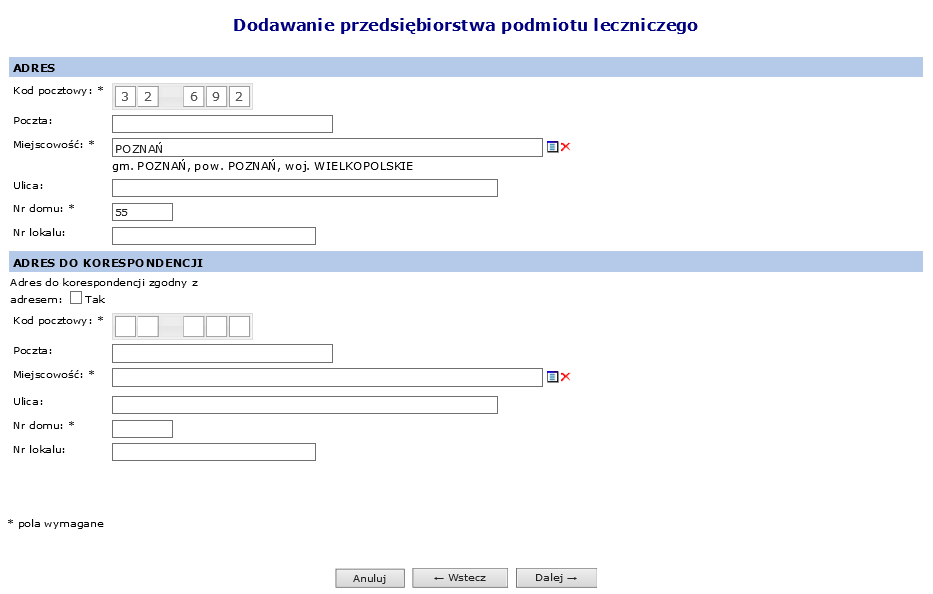 Dodawanie przedsiębiorstwa podmiotu leczniczego
ADRES
Kod pocztowy: * 3 2 6 9 2
Poczta:
Miejscowość: * POZNAŃ
gm. POZNAŃ, pow. POZNAŃ, woj. WIELKOPOLSKIE
Ulica:
Nr domu: * 55
Nr lokalu:
ADRES DO KORESPONDENCJI
Adres do korespondencji zgodny z
adresem: Tak
Kod pocztowy: *
Poczta:
Miejscowość: *
Ulica:
Nr domu: *
Nr lokalu:
* pola wymagane
Anuluj ← Wstecz Dalej →